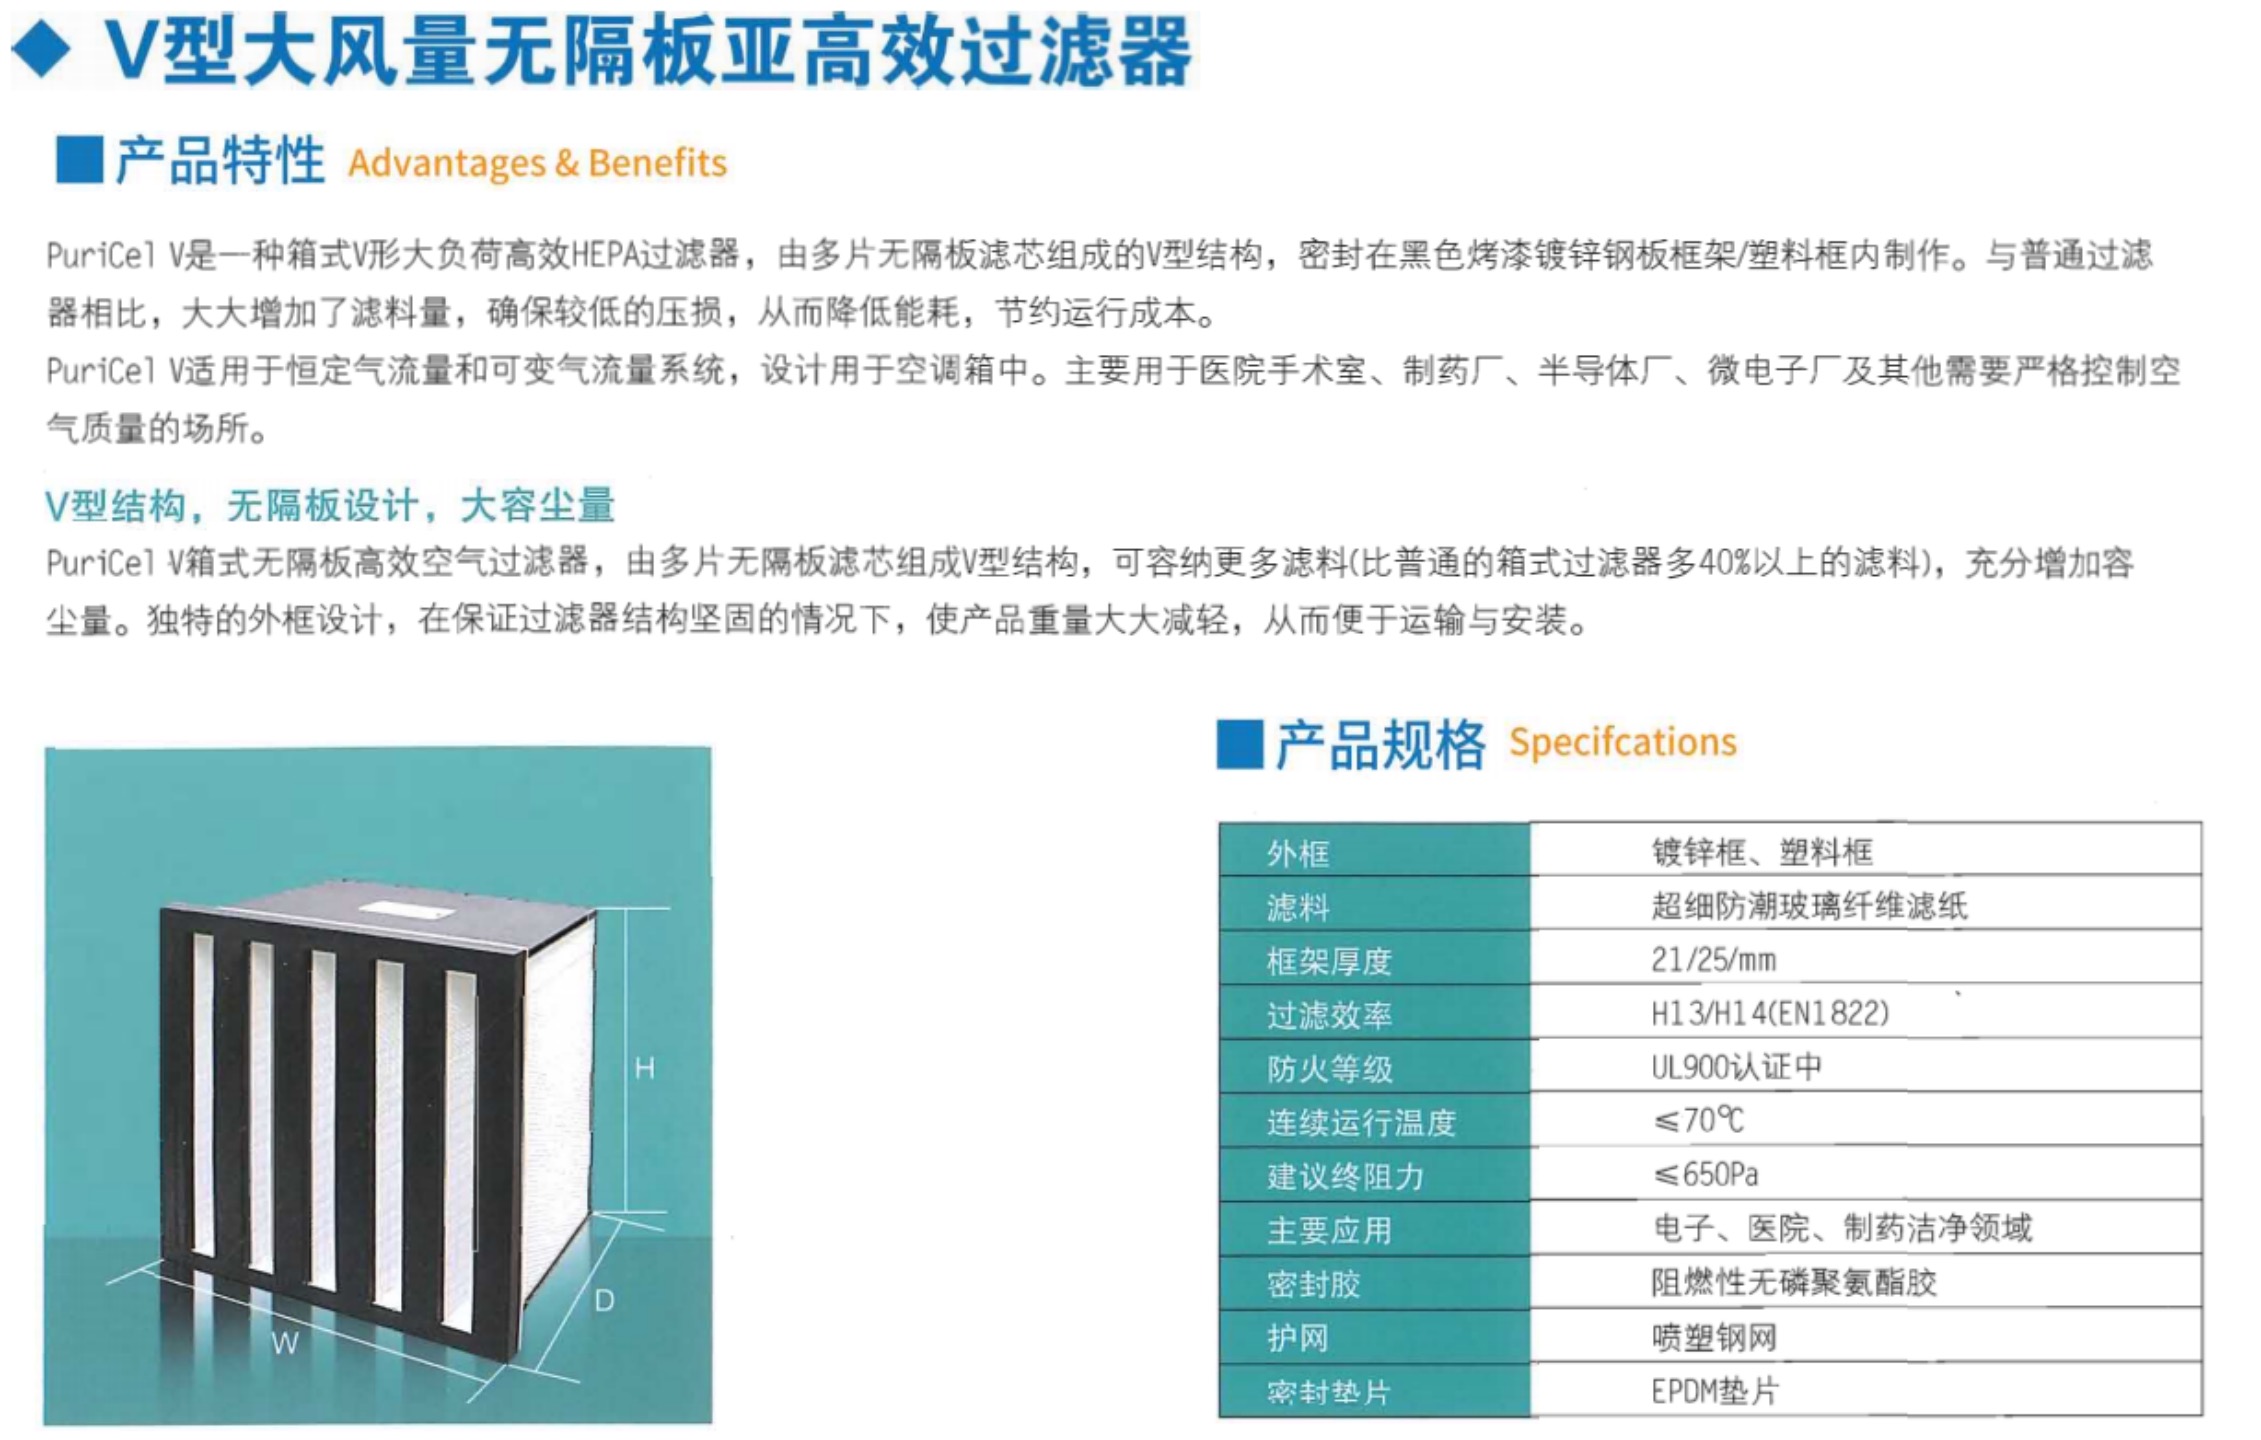 V型大风量无隔板亚高效过滤器
产品特性 Advantages & Benefits
PuriCel V是一种箱式V形大负荷高效HEPA过滤器，由多片无隔板滤芯组成的V型结构，密封在黑色烤漆镀锌钢板框架/塑料框内制作。与普通过滤
器相比，大大增加了滤料量，确保较低的压损，从而降低能耗，节约运行成本。
PuriCel V适用于恒定气流量和可变气流量系统，设计用于空调箱中。主要用于医院手术室、制药厂、半导体厂、微电子厂及其他需要严格控制空
气质量的场所。
V型结构，无隔板设计，大容尘量
PuriCel V箱式无隔板高效空气过滤器，由多片无隔板滤芯组成V型结构，可容纳更多滤料(比普通的箱式过滤器多40%以上的滤料)，充分增加容
尘量。独特的外框设计，在保证过滤器结构坚固的情况下，使产品重量大大减轻，从而便于运输与安装。
H
D
W
产品规格 Specifcations
外框 镀锌框、塑料框
滤料 超细防潮玻璃纤维滤纸
框架厚度 21/25/mm
过滤效率 H13/H14(EN1822)
防火等级 UL900认证中
连续运行温度 ≤70℃
建议终阻力 ≤650Pa
主要应用 电子、医院、制药洁净领域
密封胶 阻燃性无磷聚氨酯胶
护网 喷塑钢网
密封垫片 EPDM垫片